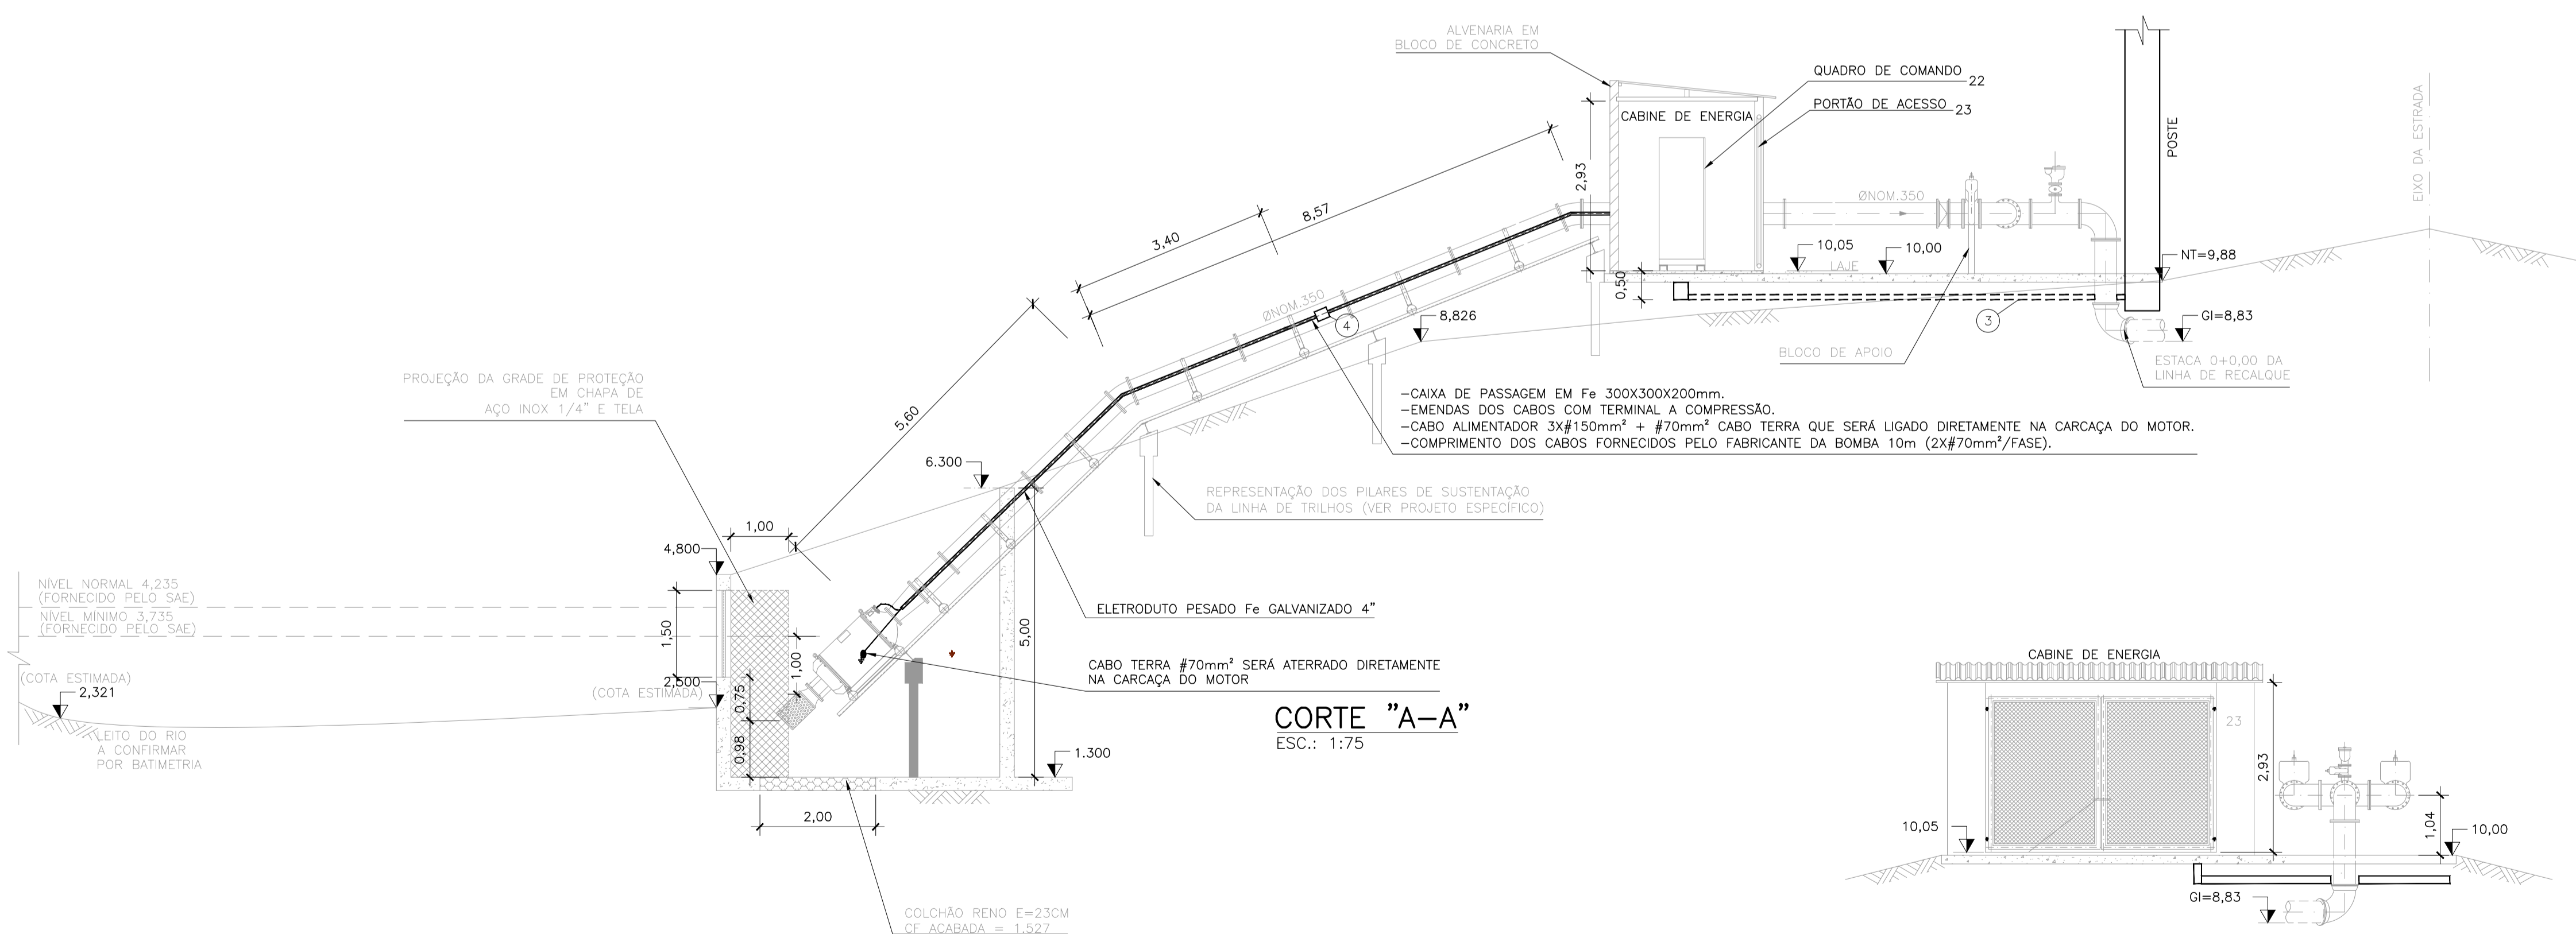 ALVENARIA EM
BLOCO DE CONCRETO
QUADRO DE COMANDO
22
PORTÃO DE ACESSO
23
CABINE DE ENERGIA
2,93
POSTE
EIXO DA ESTRADA
ØNOM.350
10,05
LAJE
10,00
NT=9,88
0,50
3
GI=8,83
BLOCO DE APOIO
ESTACA 0+0,00 DA
LINHA DE RECALQUE
8,57
3,40
5,60
ØNOM.350
4
8,826
-CAIXA DE PASSAGEM EM Fe 300X300X200mm.
-EMENDAS DOS CABOS COM TERMINAL A COMPRESSÃO.
-CABO ALIMENTADOR 3X#150mm² + #70mm² CABO TERRA QUE SERÁ LIGADO DIRETAMENTE NA CARCAÇA DO MOTOR.
-COMPRIMENTO DOS CABOS FORNECIDOS PELO FABRICANTE DA BOMBA 10m (2X#70mm²/FASE).
PROJEÇÃO DA GRADE DE PROTEÇÃO
EM CHAPA DE
AÇO INOX 1/4" E TELA
6.300
REPRESENTAÇÃO DOS PILARES DE SUSTENTAÇÃO
DA LINHA DE TRILHOS (VER PROJETO ESPECÍFICO)
1,00
4,800
NÍVEL NORMAL 4,235
(FORNECIDO PELO SAE)
NÍVEL MÍNIMO 3,735
(FORNECIDO PELO SAE)
1,50
1,00
5,00
ELETRODUTO PESADO Fe GALVANIZADO 4"
CABO TERRA #70mm² SERÁ ATERRADO DIRETAMENTE
NA CARCAÇA DO MOTOR
(COTA ESTIMADA)
2,321
(COTA ESTIMADA)
2,500
0,75
0,98
LEITO DO RIO
A CONFIRMAR
POR BATIMETRIA
1.300
2,00
COLCHÃO RENO E=23CM
CF ACABADA = 1.527
CORTE "A-A"
ESC.: 1:75
CABINE DE ENERGIA
23
2,93
10,05
1,04
10,00
GI=8,83